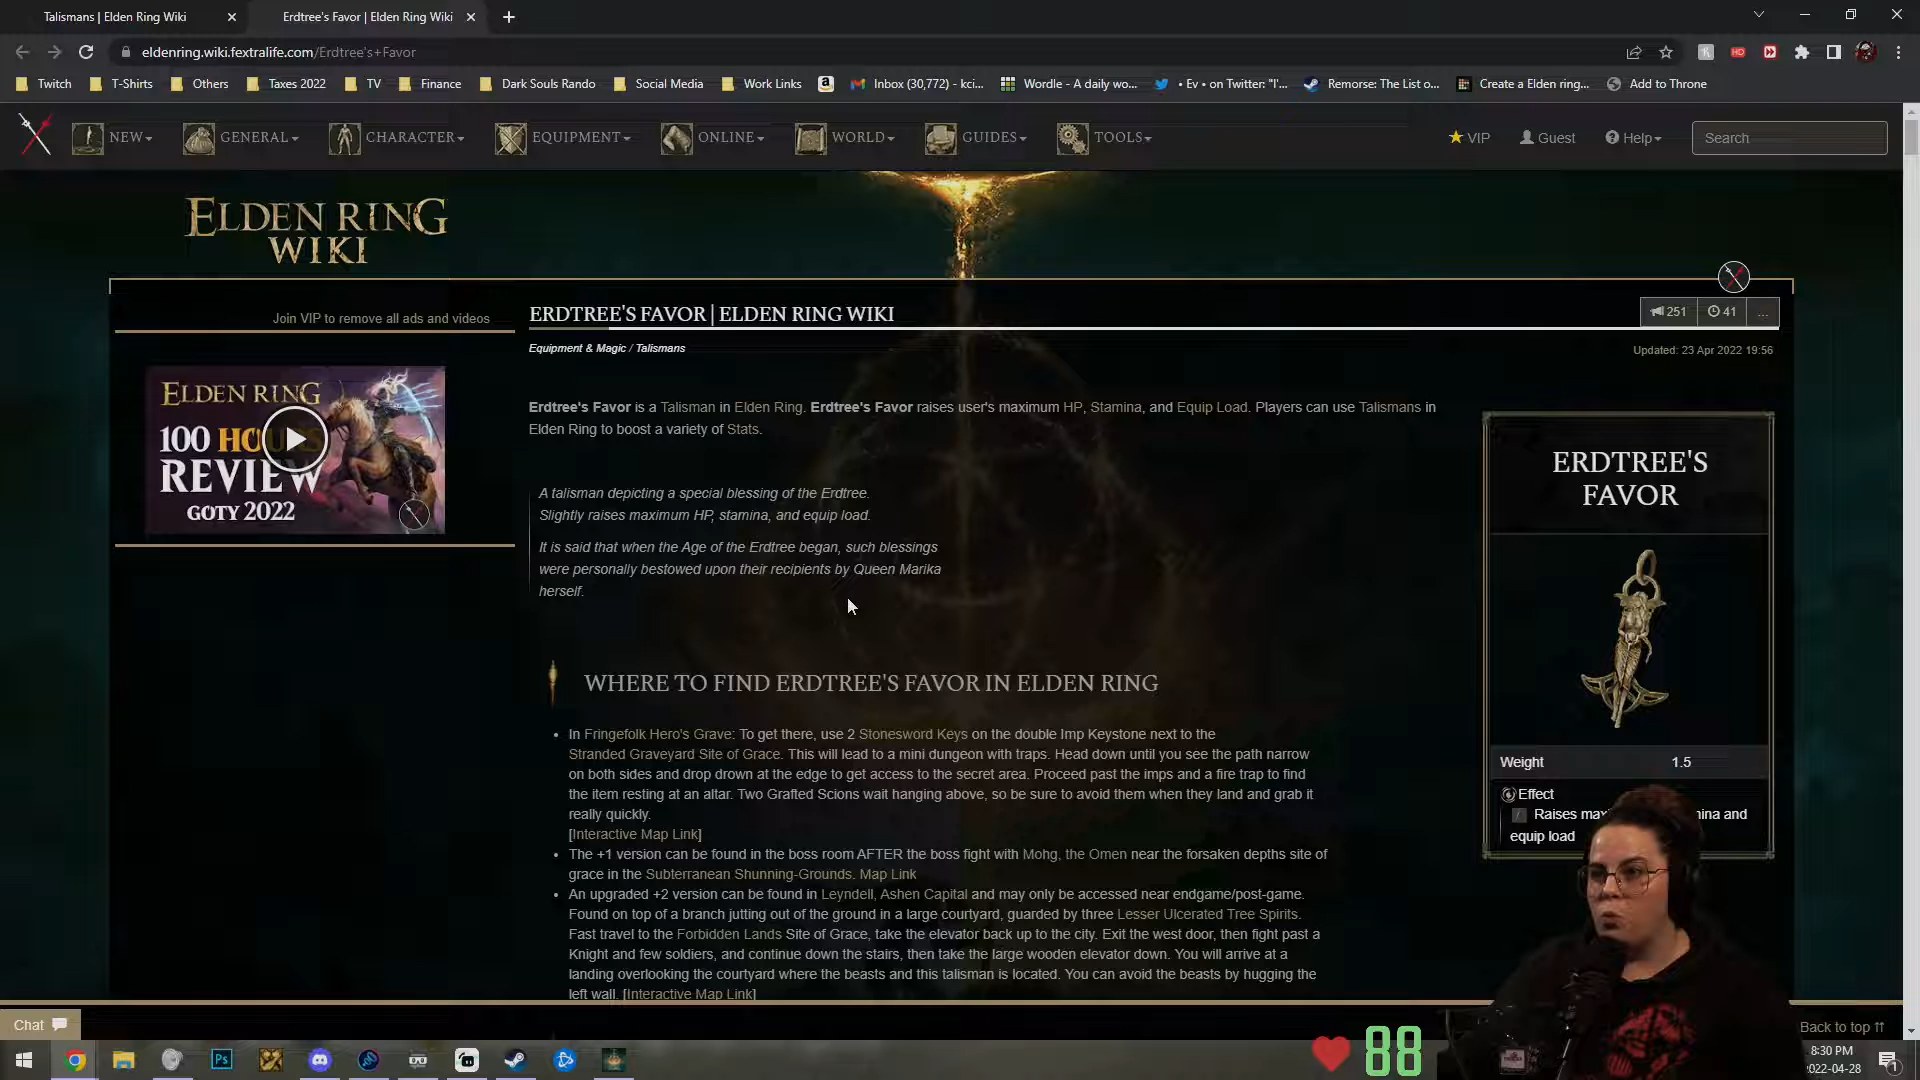 Talismans | Elden Ring Wiki
Erdtree's Favor | Elden Ring Wiki
eldenring.wiki.fextralife.com/Erdtree's+Favor
Twitch
T-Shirts
Others
Taxes 2022
TV
Finance
Dark Souls Rando
Social Media
Work Links
Inbox (30,772) - kci...
Wordle - A daily wo...
• Ev • on Twitter: "I'...
Remorse: The List o...
Create a Elden ring...
Add to Throne
NEW
GENERAL
CHARACTER
EQUIPMENT
ONLINE
WORLD
GUIDES
TOOLS
VIP
Guest
Help
Search
ELDEN RING
WIKI
Join VIP to remove all ads and videos
ELDEN RING
100 HOURS
REVIEW
GOTY 2022
ERDTREE'S FAVOR | ELDEN RING WIKI
251
41
...
Equipment & Magic / Talismans
Updated: 23 Apr 2022 19:56
Erdtree's Favor is a Talisman in Elden Ring. Erdtree's Favor raises user's maximum HP, Stamina, and Equip Load. Players can use Talismans in
Elden Ring to boost a variety of Stats.
A talisman depicting a special blessing of the Erdtree.
Slightly raises maximum HP, stamina, and equip load.
It is said that when the Age of the Erdtree began, such blessings
were personally bestowed upon their recipients by Queen Marika
herself.
WHERE TO FIND ERDTREE'S FAVOR IN ELDEN RING
• In Fringefolk Hero's Grave: To get there, use 2 Stonesword Keys on the double Imp Keystone next to the
Stranded Graveyard Site of Grace. This will lead to a mini dungeon with traps. Head down until you see the path narrow
on both sides and drop drown at the edge to get access to the secret area. Proceed past the imps and a fire trap to find
the item resting at an altar. Two Grafted Scions wait hanging above, so be sure to avoid them when they land and grab it
really quickly.
[Interactive Map Link]
• The +1 version can be found in the boss room AFTER the boss fight with Mohg, the Omen near the forsaken depths site of
grace in the Subterranean Shunning-Grounds. Map Link
• An upgraded +2 version can be found in Leyndell, Ashen Capital and may only be accessed near endgame/post-game.
Found on top of a branch jutting out of the ground in a large courtyard, guarded by three Lesser Ulcerated Tree Spirits.
Fast travel to the Forbidden Lands Site of Grace, take the elevator back up to the city. Exit the west door, then fight past a
Knight and few soldiers, and continue down the stairs, then take the large wooden elevator down. You will arrive at a
landing overlooking the courtyard where the beasts and this talisman is located. You can avoid the beasts by hugging the
left wall. [Interactive Map Link]
ERDTREE'S
FAVOR
Weight 1.5
Effect
Raises max
and
equip load
Chat
Back to top
88
8:30 PM
2022-04-28